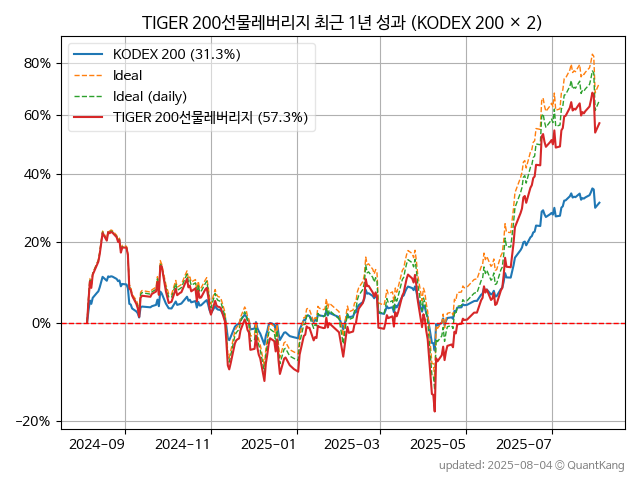 TIGER 200선물레버리지 최근 1년 성과 (KODEX 200 × 2)
KODEX 200 (31.3%)
Ideal
Ideal (daily)
TIGER 200선물레버리지 (57.3%)
80%
60%
40%
20%
0%
−20%
2024-09
2024-11
2025-01
2025-03
2025-05
2025-07
updated: 2025-08-04 © QuantKang